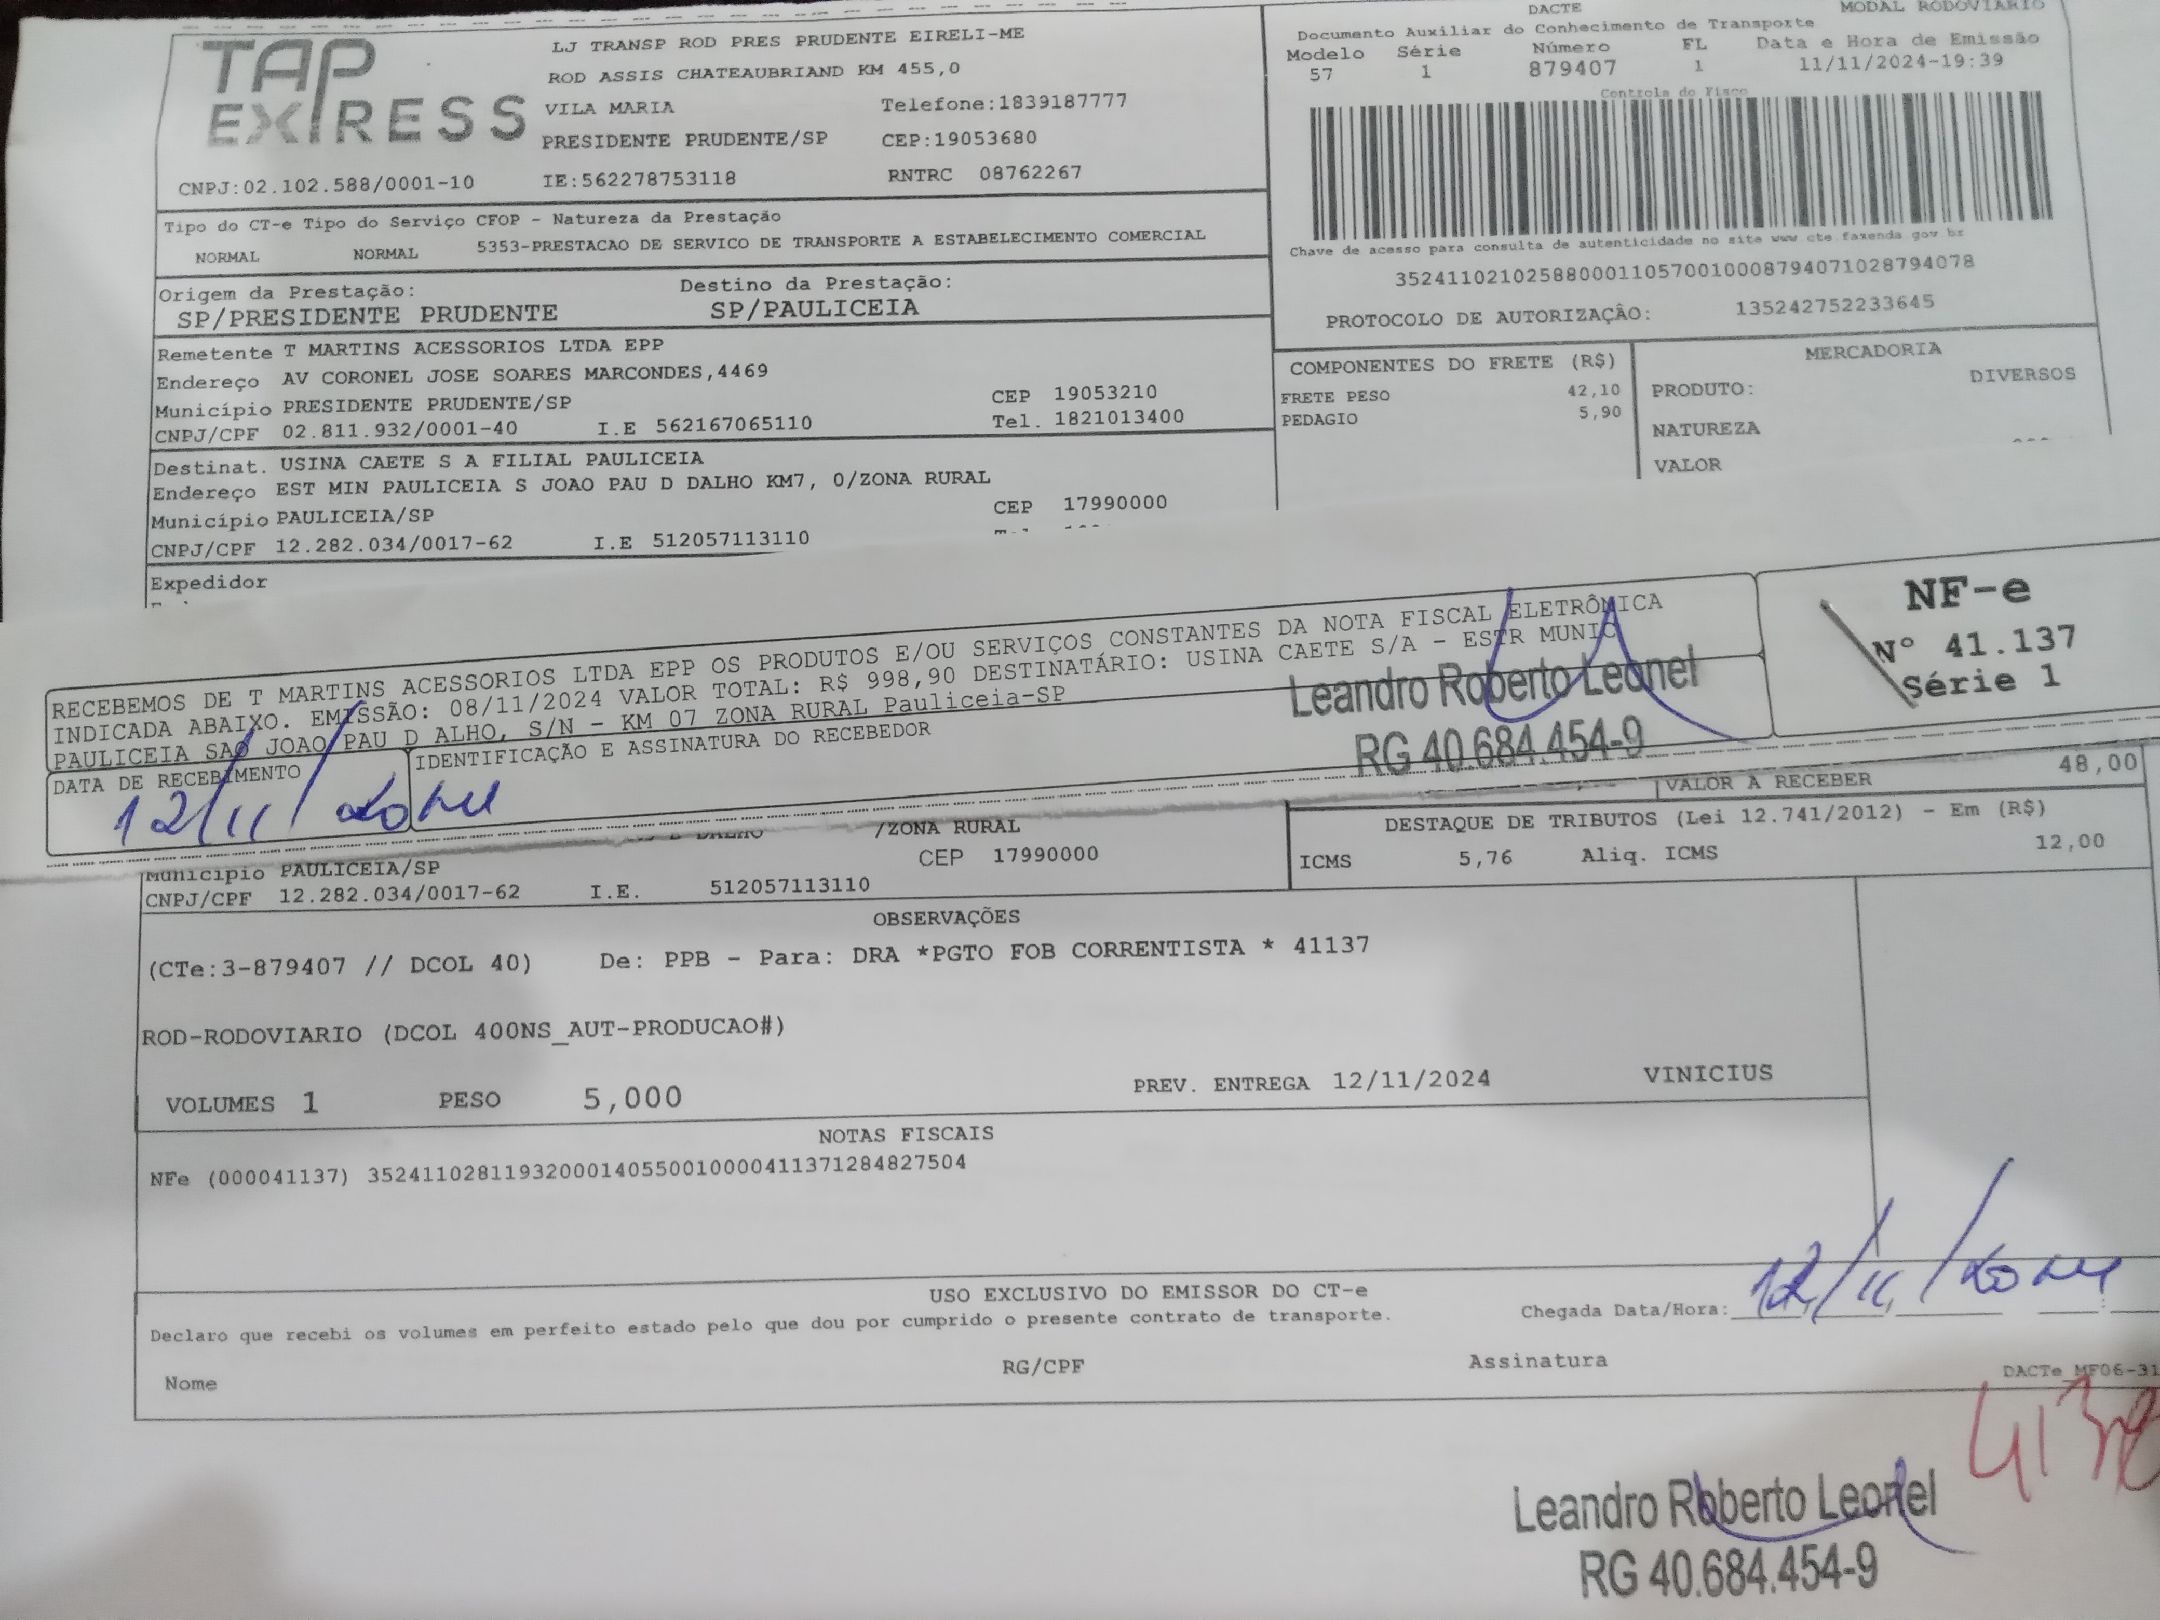 TAP
EXPRESS
LJ TRANSP ROD PRES PRUDENTE EIRELI-ME
ROD ASSIS CHATEAUBRIAND KM 455,0
VILA MARIA Telefone:1839187777
PRESIDENTE PRUDENTE/SP CEP:19053680
CNPJ:02.102.588/0001-10 IE:562278753118 RNTRC 08762267
DACTE MODAL RODOVIÁRIO
Documento Auxiliar do Conhecimento de Transporte
Modelo Série Número FL Data e Hora de Emissão
57 1 879407 1 11/11/2024-19:39
Controle do Fisco
Chave de acesso para consulta de autenticidade no site www.cte.fazenda.gov.br
35241102102588000110570010008794071028794078
PROTOCOLO DE AUTORIZAÇÃO: 135242752233645
Tipo do CT-e Tipo do Serviço CFOP - Natureza da Prestação
NORMAL NORMAL 5353-PRESTACAO DE SERVICO DE TRANSPORTE A ESTABELECIMENTO COMERCIAL
Origem da Prestação: Destino da Prestação:
SP/PRESIDENTE PRUDENTE SP/PAULICEIA
Remetente T MARTINS ACESSORIOS LTDA EPP
Endereço AV CORONEL JOSE SOARES MARCONDES,4469
Município PRESIDENTE PRUDENTE/SP CEP 19053210
CNPJ/CPF 02.811.932/0001-40 I.E 562167065110 Tel. 1821013400
COMPONENTES DO FRETE (R$)
FRETE PESO 42,10
PEDAGIO 5,90
MERCADORIA
PRODUTO: DIVERSOS
NATUREZA
VALOR
Destinat. USINA CAETE S A FILIAL PAULICEIA
Endereço EST MIN PAULICEIA S JOAO PAU D DALHO KM7, 0/ZONA RURAL
Município PAULICEIA/SP CEP 17990000
CNPJ/CPF 12.282.034/0017-62 I.E 512057113110
Expedidor
RECEBEMOS DE T MARTINS ACESSORIOS LTDA EPP OS PRODUTOS E/OU SERVIÇOS CONSTANTES DA NOTA FISCAL ELETRÔNICA
INDICADA ABAIXO. EMISSÃO: 08/11/2024 VALOR TOTAL: R$ 998,90 DESTINATÁRIO: USINA CAETE S/A - ESTR MUNIC
PAULICEIA SAO JOAO PAU D ALHO, S/N - KM 07 ZONA RURAL Pauliceia-SP
DATA DE RECEBIMENTO IDENTIFICAÇÃO E ASSINATURA DO RECEBEDOR
12/11/
Leandro Roberto Leonel
RG 40.684.454-9
NF-e
Nº 41.137
Série 1
VALOR A RECEBER 48,00
DESTAQUE DE TRIBUTOS (Lei 12.741/2012) - Em (R$)
ICMS 5,76 Aliq. ICMS 12,00
DALHO /ZONA RURAL
Município PAULICEIA/SP CEP 17990000
CNPJ/CPF 12.282.034/0017-62 I.E. 512057113110
OBSERVAÇÕES
(CTe:3-879407 // DCOL 40) De: PPB - Para: DRA *PGTO FOB CORRENTISTA * 41137
ROD-RODOVIARIO (DCOL 400NS_AUT-PRODUCAO#)
VOLUMES 1 PESO 5,000 PREV. ENTREGA 12/11/2024 VINICIUS
NOTAS FISCAIS
NFe (000041137) 35241102811932000140550010000411371284827504
USO EXCLUSIVO DO EMISSOR DO CT-e
Declaro que recebi os volumes em perfeito estado pelo que dou por cumprido o presente contrato de transporte. Chegada Data/Hora: 12/11/
Nome RG/CPF Assinatura
DACTe_MF06-31
Leandro Roberto Leonel
RG 40.684.454-9